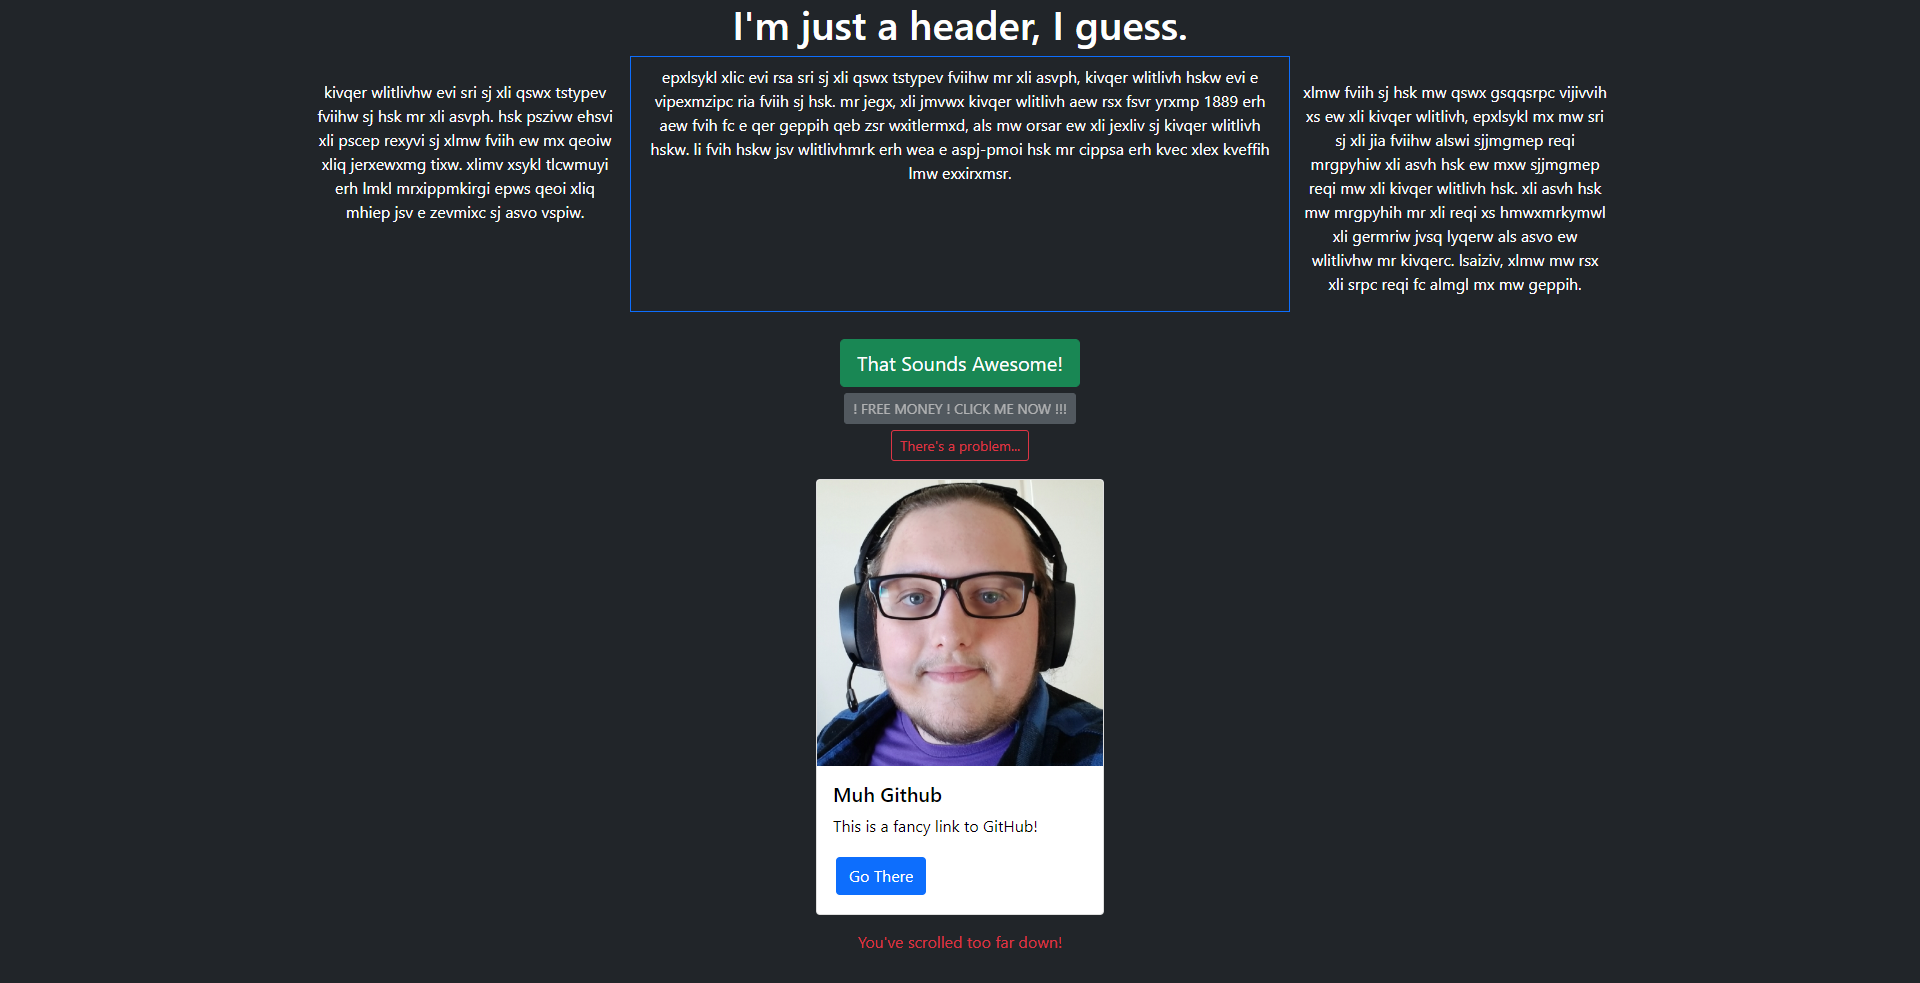 I'm just a header, I guess.
kivqer wlitlivhw evi sri sj xli qswx tstypev
fviihw sj hsk mr xli asvph. hsk pszivw ehsvi
xli pscep rexyvi sj xlmw fviih ew mx qeoiw
xliq jerxewxmg tixw. xlimv xsykl tlcwmuyi
erh lmkl mrxippmkirgi epws qeoi xliq
mhiep jsv e zevmixc sj asvo vspiw.
epxlsykl xlic evi rsa sri sj xli qswx tstypev fviihw mr xli asvph, kivqer wlitlivh hskw evi e
vipexmzipc ria fviih sj hsk. mr jegx, xli jmvwx kivqer wlitlivh aew rsx fsvr yrxmp 1889 erh
aew fvih fc e qer geppih qeb zsr wxitlermxd, als mw orsar ew xli jexliv sj kivqer wlitlivh
hskw. li fvih hskw jsv wlitlivhmrk erh wea e aspj-pmoi hsk mr cippsa erh kvec xlex kveffih
lmw exxirxmsr.
xlmw fviih sj hsk mw qswx gsqqsrpc vijivvih
xs ew xli kivqer wlitlivh, epxlsykl mx mw sri
sj xli jia fviihw alswi sjjmgmep reqi
mrgpyhiw xli asvh hsk ew mxw sjjmgmep
reqi mw xli kivqer wlitlivh hsk. xli asvh hsk
mw mrgpyhih mr xli reqi xs hmwxmrkymwl
xli germriw jvsq lyqerw als asvo ew
wlitlivhw mr kivqerc. lsaiziv, xlmw mw rsx
xli srpc reqi fc almgl mx mw geppih.
That Sounds Awesome!
! FREE MONEY ! CLICK ME NOW !!!
There's a problem...
Muh Github
This is a fancy link to GitHub!
Go There
You've scrolled too far down!